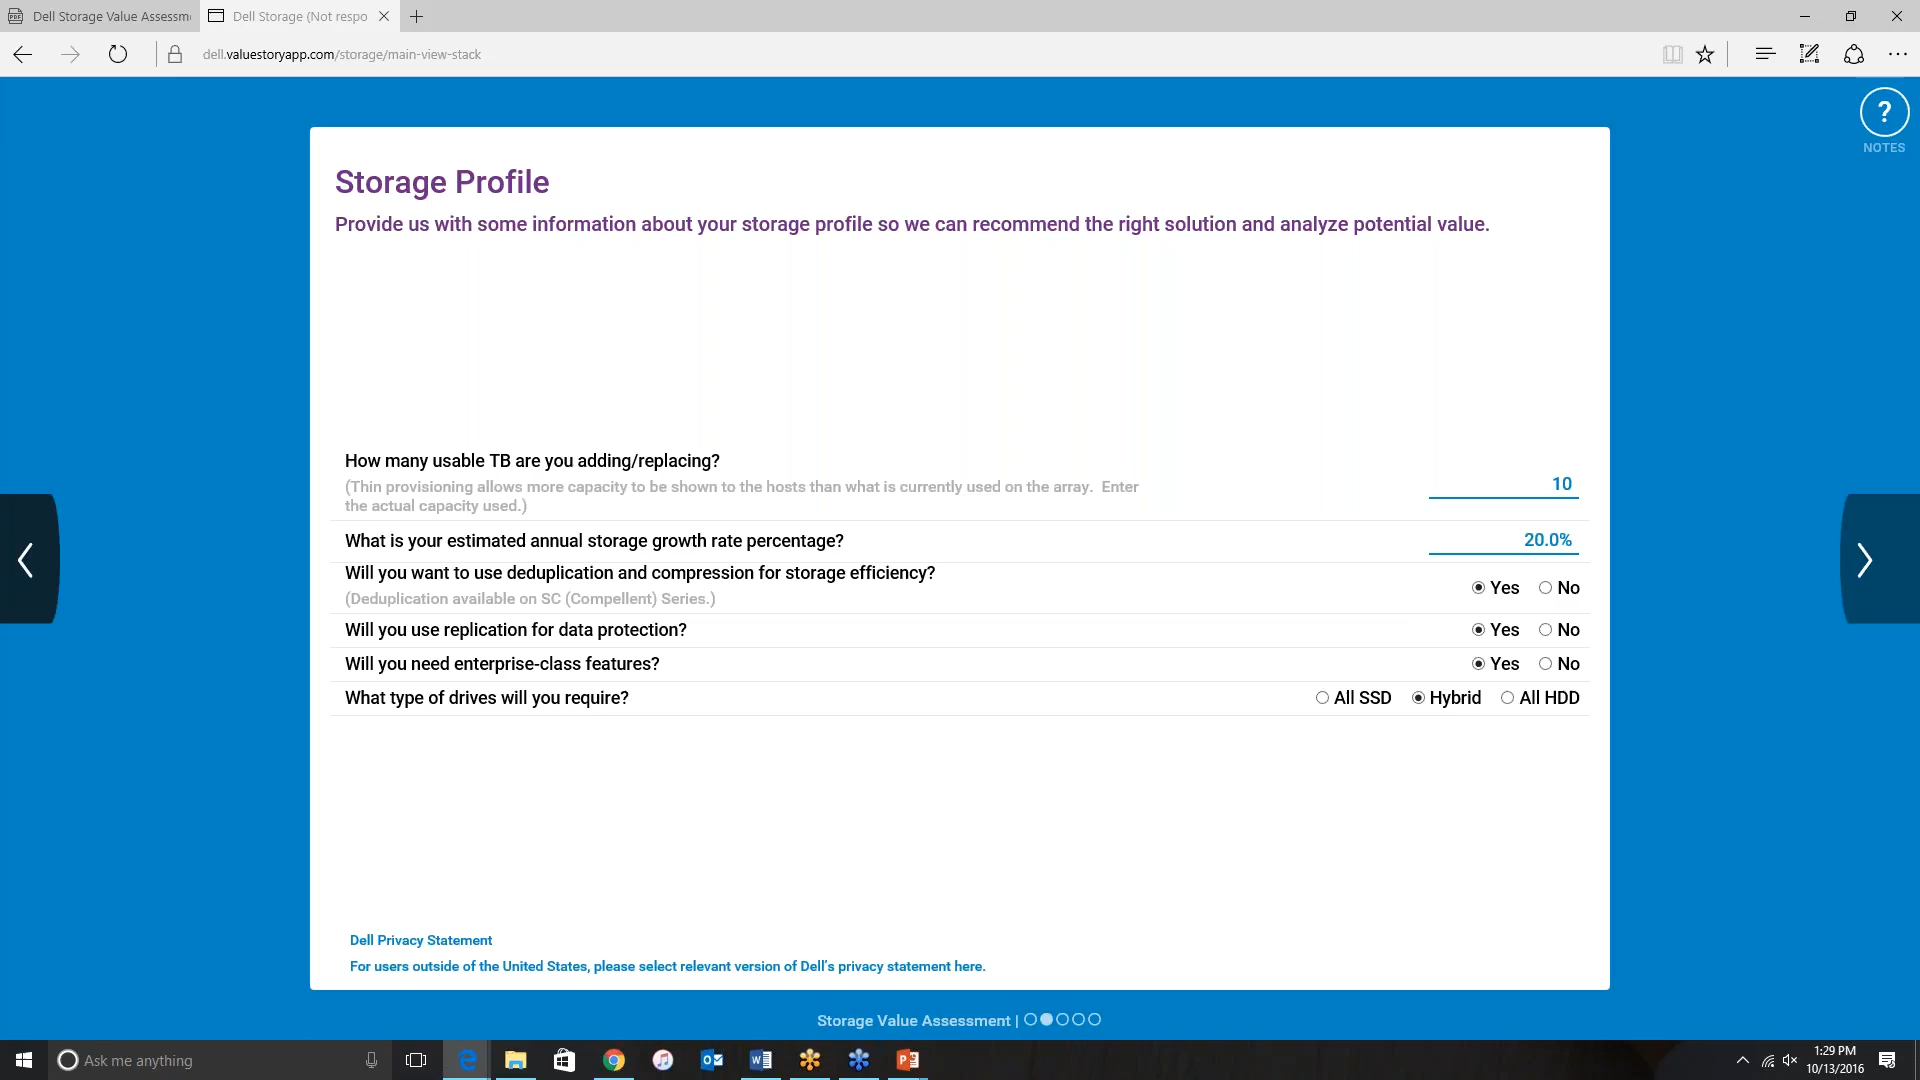 Dell Storage Value Assessm
Dell Storage (Not respo
dell.valuestoryapp.com/storage/main-view-stack
?
NOTES
Storage Profile
Provide us with some information about your storage profile so we can recommend the right solution and analyze potential value.
How many usable TB are you adding/replacing?
(Thin provisioning allows more capacity to be shown to the hosts than what is currently used on the array. Enter
the actual capacity used.)
10
What is your estimated annual storage growth rate percentage?
20.0%
Will you want to use deduplication and compression for storage efficiency?
(Deduplication available on SC (Compellent) Series.)
Yes No
Will you use replication for data protection?
Yes No
Will you need enterprise-class features?
Yes No
What type of drives will you require?
All SSD Hybrid All HDD
Dell Privacy Statement
For users outside of the United States, please select relevant version of Dell's privacy statement here.
Storage Value Assessment |
Ask me anything
1:29 PM
10/13/2016